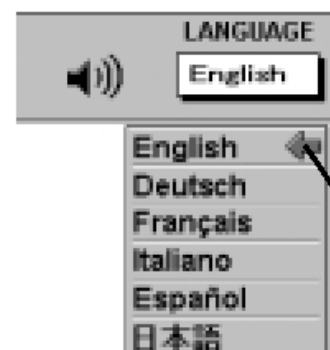 LANGUAGE
English
English
Deutsch
Français
Italiano
Español
日本語